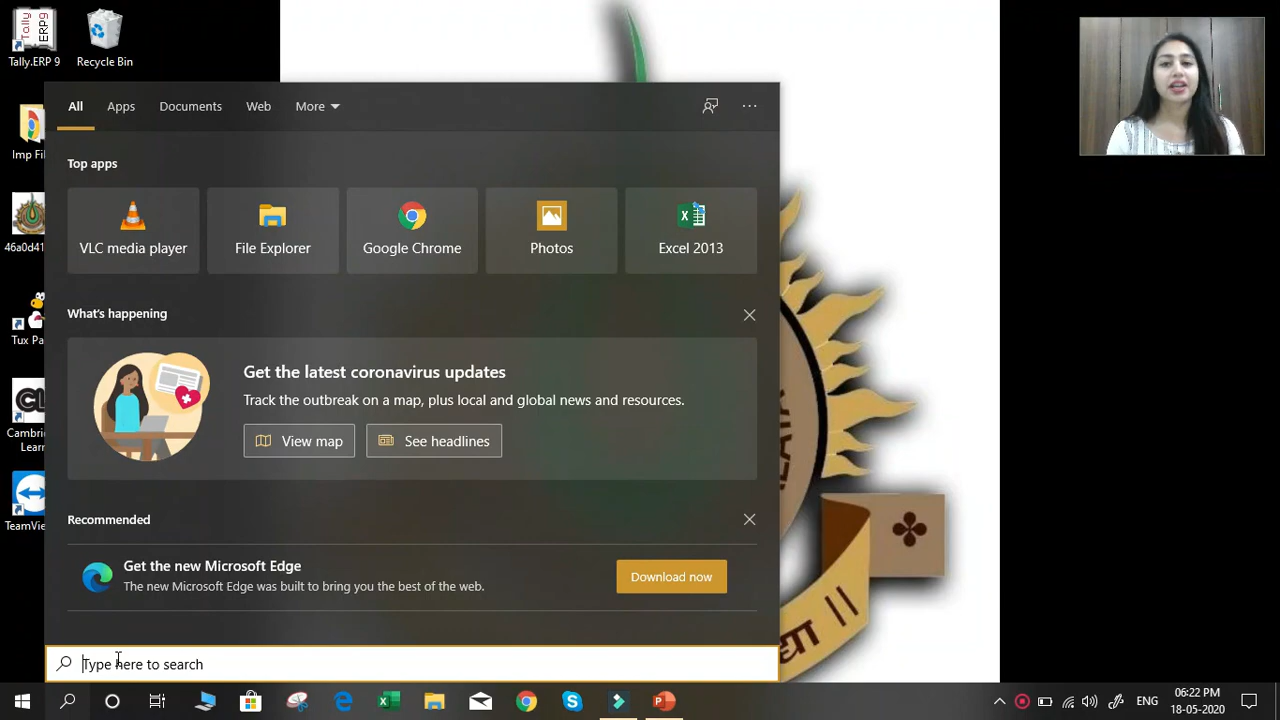 Tally
ERP9
Tally.ERP 9
Recycle Bin
All Apps Documents Web More
Top apps
Imp Fil
VLC media player File Explorer Google Chrome Photos Excel 2013
46a0d41
What's happening
Get the latest coronavirus updates
Track the outbreak on a map, plus local and global news and resources.
View map See headlines
Tux Pa
CL
Cambric
Learn
Recommended
TeamVie
Get the new Microsoft Edge
The new Microsoft Edge was built to bring you the best of the web.
Download now
द्या ॥
Type here to search
ENG
06:22 PM
18-05-2020